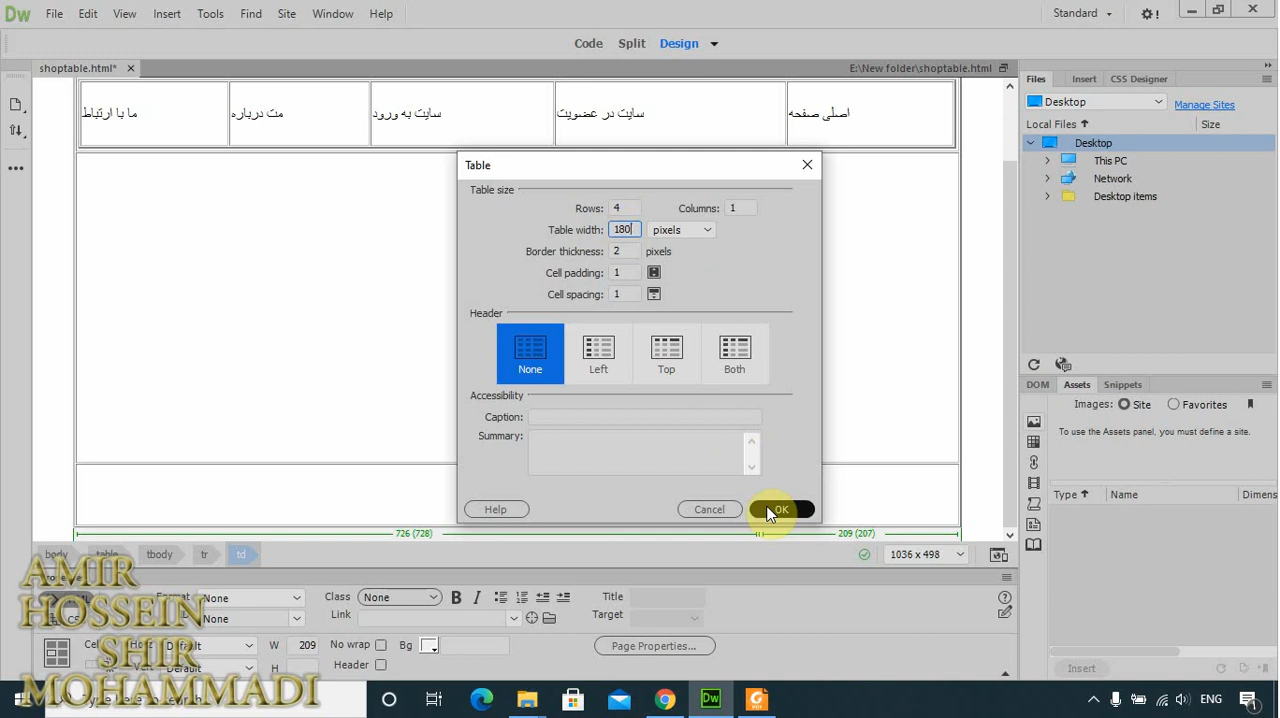 Dw File Edit View Insert Tools Find Site Window Help Standard
Code Split Design
shoptable.html* E:\New folder\shoptable.html
ما با ارتباط مت درباره سایت به ورود سایت در عضویت اصلی صفحه
Table
Table size
Rows: 4 Columns: 1
Table width: 180 pixels
Border thickness: 2 pixels
Cell padding: 1
Cell spacing: 1
Header
None Left Top Both
Accessibility
Caption:
Summary:
Help Cancel OK
726 (728) 209 (207)
body table tbody tr td 1036 x 498
Format None Class None B I Title
Link Target
None
Default W 209 No wrap Bg Page Properties...
Default H Header
Files Insert CSS Designer
Desktop Manage Sites
Local Files Size
Desktop
This PC
Network
Desktop items
DOM Assets Snippets
Images: Site Favorites
To use the Assets panel, you must define a site.
Type Name Dimens
Insert
AMIR
HOSSEIN
SHIR
MOHAMMADI
Dw ENG 1